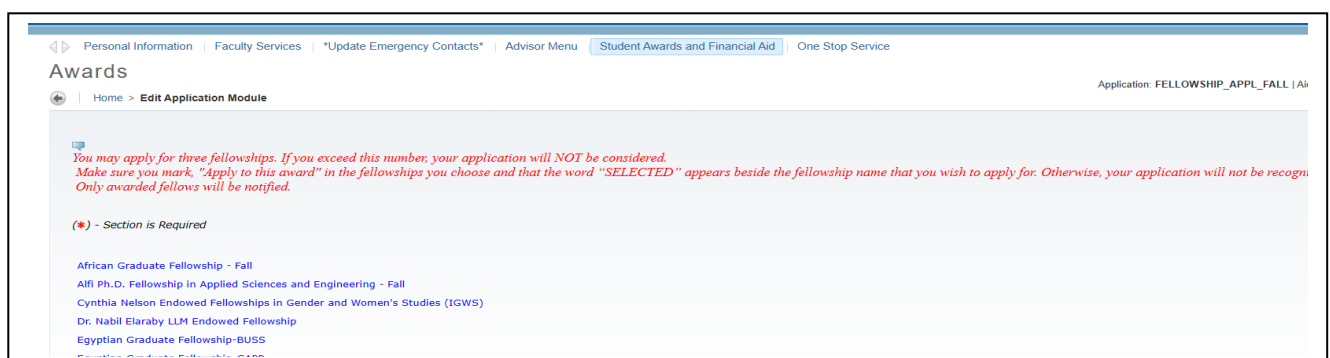 Personal Information | Faculty Services | *Update Emergency Contacts* | Advisor Menu | Student Awards and Financial Aid | One Stop Service
Awards
Application: FELLOWSHIP_APPL_FALL |
Home > Edit Application Module
You may apply for three fellowships. If you exceed this number, your application will NOT be considered.
Make sure you mark, "Apply to this award" in the fellowships you choose and that the word "SELECTED" appears beside the fellowship name that you wish to apply for. Otherwise, your application will not be
Only awarded fellows will be notified.
(*) - Section is Required
African Graduate Fellowship - Fall
Alfi Ph.D. Fellowship in Applied Sciences and Engineering - Fall
Cynthia Nelson Endowed Fellowships in Gender and Women's Studies (IGWS)
Dr. Nabil Elaraby LLM Endowed Fellowship
Egyptian Graduate Fellowship-BUSS